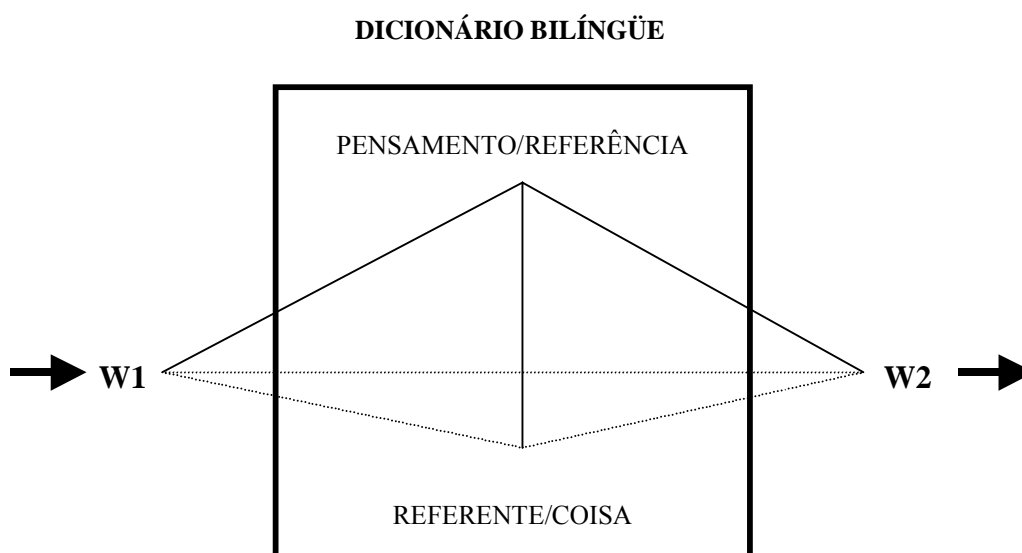 DICIONÁRIO BILÍNGÜE
PENSAMENTO/REFERÊNCIA
W1
W2
REFERENTE/COISA